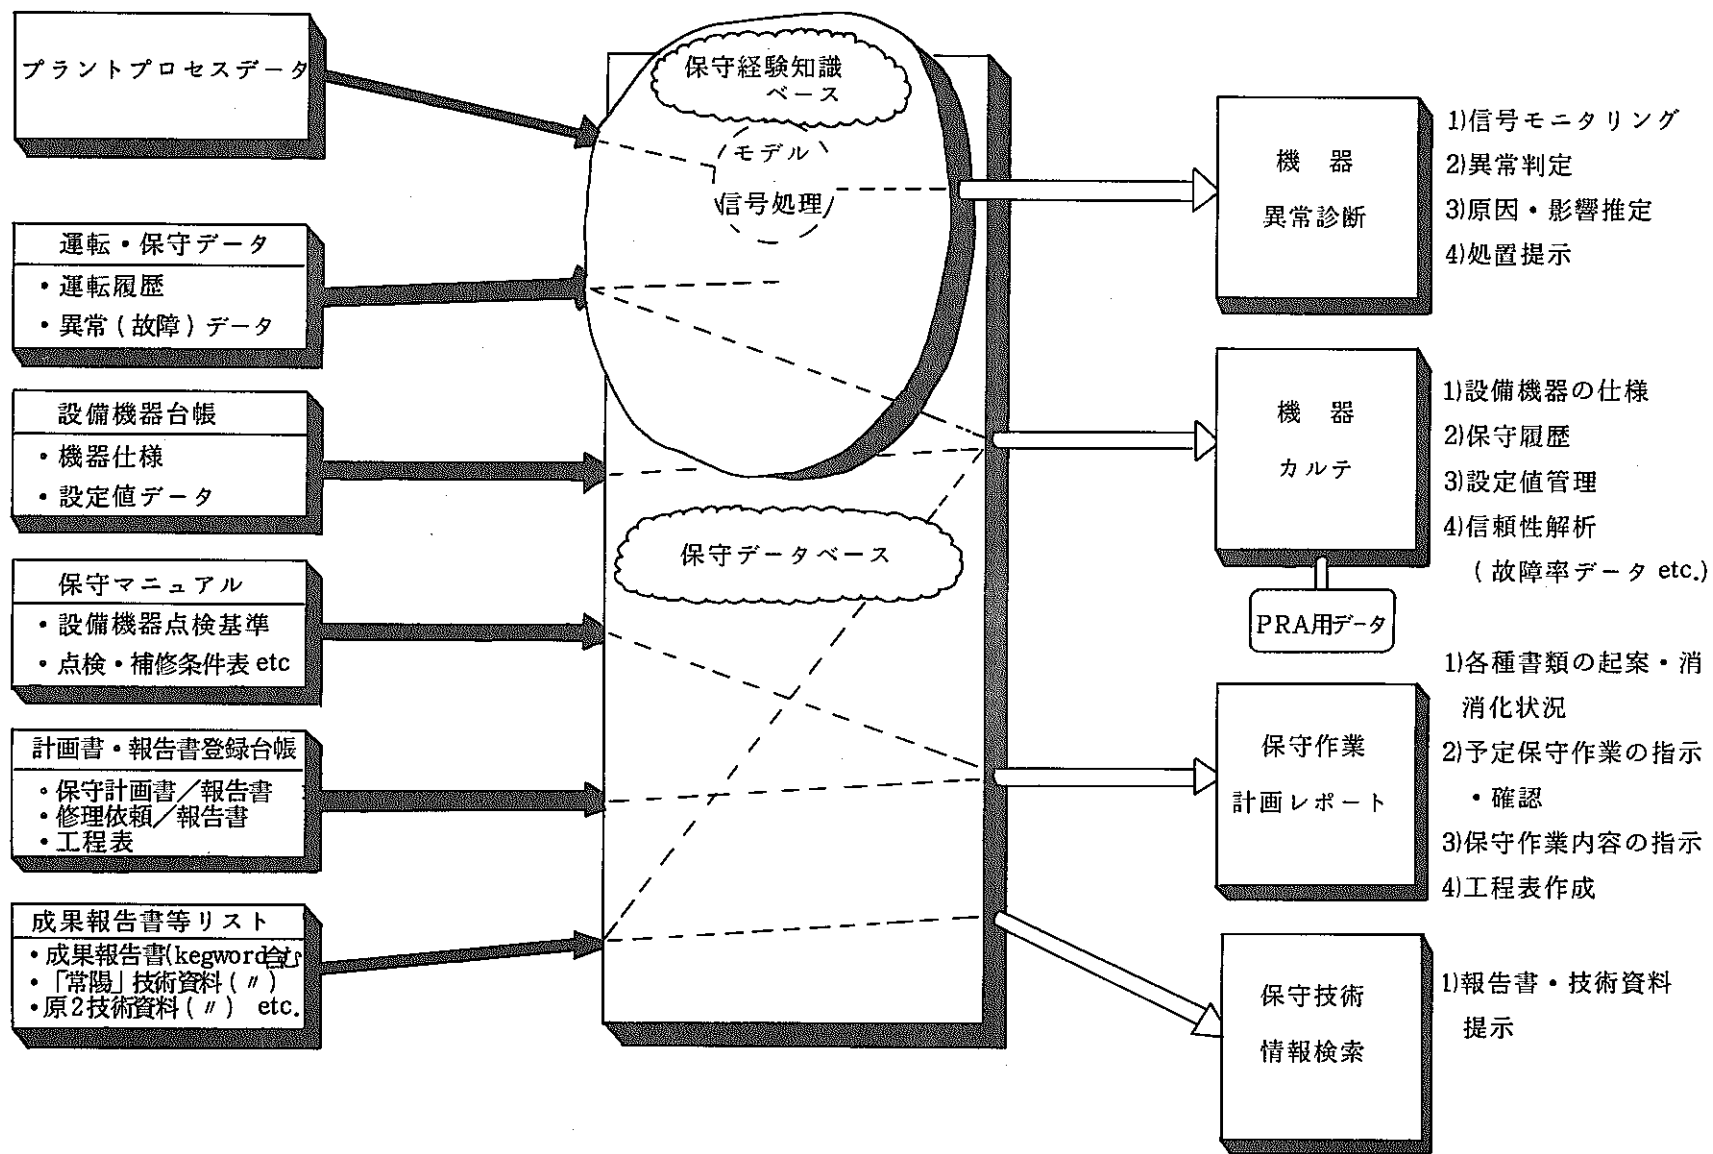 プラントプロセスデータ
運転・保守データ
・運転履歴
・異常(故障)データ
設備機器台帳
・機器仕様
・設定値データ
保守マニュアル
・設備機器点検基準
・点検・補修条件表 etc
計画書・報告書登録台帳
・保守計画書/報告書
・修理依頼/報告書
・工程表
成果報告書等リスト
・成果報告書(kegword含む
・「常陽」技術資料(〃)
・原2技術資料(〃) etc.
保守経験知識
ベース
モデル
信号処理
保守データベース
機 器
異常診断
1)信号モニタリング
2)異常判定
3)原因・影響推定
4)処置提示
機 器
カルテ
1)設備機器の仕様
2)保守履歴
3)設定値管理
4)信頼性解析
(故障率データ etc.)
PRA用データ
保守作業
計画レポート
1)各種書類の起案・消
消化状況
2)予定保守作業の指示
・確認
3)保守作業内容の指示
4)工程表作成
保守技術
情報検索
1)報告書・技術資料
提示